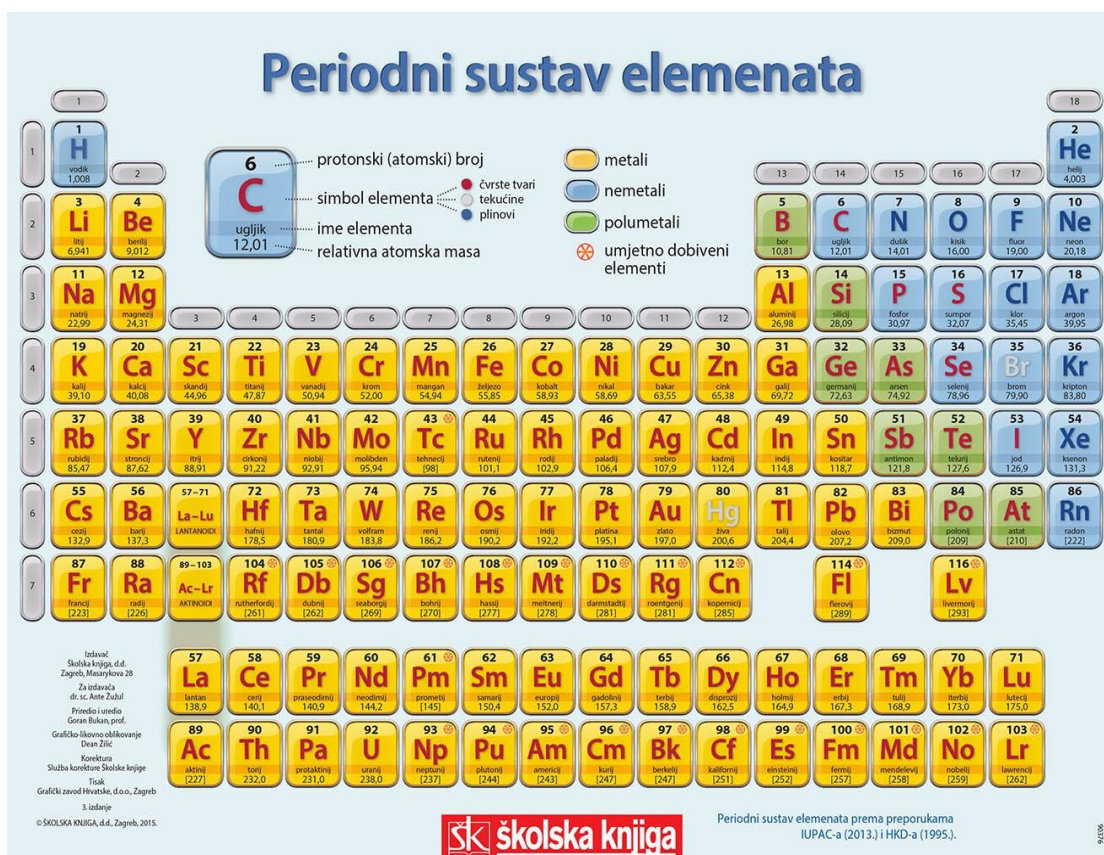 Periodni sustav elemenata
1
18
1
1
H
vodik
1,008
2
13
14
15
16
17
2
He
helij
4,003
6
C
ugljik
12,01
protonski (atomski) broj
simbol elementa
čvrste tvari
tekućine
plinovi
ime elementa
relativna atomska masa
metali
nemetali
polumetali
umjetno dobiveni
elementi
2
3
Li
litij
6,941
4
Be
berilij
9,012
5
B
bor
10,81
6
C
ugljik
12,01
7
N
dušik
14,01
8
O
kisik
16,00
9
F
fluor
19,00
10
Ne
neon
20,18
3
11
Na
natrij
22,99
12
Mg
magnezij
24,31
3
4
5
6
7
8
9
10
11
12
13
Al
aluminij
26,98
14
Si
silicij
28,09
15
P
fosfor
30,97
16
S
sumpor
32,07
17
Cl
klor
35,45
18
Ar
argon
39,95
4
19
K
kalij
39,10
20
Ca
kalcij
40,08
21
Sc
skandij
44,96
22
Ti
titanij
47,87
23
V
vanadij
50,94
24
Cr
krom
52,00
25
Mn
mangan
54,94
26
Fe
željezo
55,85
27
Co
kobalt
58,93
28
Ni
nikal
58,69
29
Cu
bakar
63,55
30
Zn
cink
65,38
31
Ga
galij
69,72
32
Ge
germanij
72,63
33
As
arsen
74,92
34
Se
selenij
78,96
35
Br
brom
79,90
36
Kr
kripton
83,80
5
37
Rb
rubidij
85,47
38
Sr
stroncij
87,62
39
Y
itrij
88,91
40
Zr
cirkonij
91,22
41
Nb
niobij
92,91
42
Mo
molibden
95,94
43
Tc
tehnecij
[98]
44
Ru
rutenij
101,1
45
Rh
rodij
102,9
46
Pd
paladij
106,4
47
Ag
srebro
107,9
48
Cd
kadmij
112,4
49
In
indij
114,8
50
Sn
kositar
118,7
51
Sb
antimon
121,8
52
Te
telurij
127,6
53
I
jod
126,9
54
Xe
ksenon
131,3
6
55
Cs
cezij
132,9
56
Ba
barij
137,3
57–71
La–Lu
LANTANOIDI
72
Hf
hafnij
178,5
73
Ta
tantal
180,9
74
W
volfram
183,8
75
Re
renij
186,2
76
Os
osmij
190,2
77
Ir
iridij
192,2
78
Pt
platina
195,1
79
Au
zlato
197,0
80
Hg
živa
200,6
81
Tl
talij
204,4
82
Pb
olovo
207,2
83
Bi
bizmut
209,0
84
Po
polonij
[209]
85
At
astat
[210]
86
Rn
radon
[222]
7
87
Fr
francij
[223]
88
Ra
radij
[226]
89–103
Ac–Lr
AKTINOIDI
104
Rf
rutherfordij
[261]
105
Db
dubnij
[262]
106
Sg
seaborgij
[269]
107
Bh
bohrij
[270]
108
Hs
hassij
[277]
109
Mt
meitnerij
[278]
110
Ds
darmstadtij
[281]
111
Rg
roentgenij
[281]
112
Cn
kopernicij
[285]
114
Fl
flerovij
[289]
116
Lv
livermorij
[293]
57
La
lantan
138,9
58
Ce
cerij
140,1
59
Pr
praseodimij
140,9
60
Nd
neodimij
144,2
61
Pm
prometij
[145]
62
Sm
samarij
150,4
63
Eu
europij
152,0
64
Gd
gadolinij
157,3
65
Tb
terbij
158,9
66
Dy
disprozij
162,5
67
Ho
holmij
164,9
68
Er
erbij
167,3
69
Tm
tulij
168,9
70
Yb
iterbij
173,0
71
Lu
lutecij
175,0
89
Ac
aktinij
[227]
90
Th
torij
232,0
91
Pa
protaktinij
231,0
92
U
uranij
238,0
93
Np
neptunij
[237]
94
Pu
plutonij
[244]
95
Am
americij
[243]
96
Cm
kurij
[247]
97
Bk
berkelij
[247]
98
Cf
kalifornij
[251]
99
Es
einsteinij
[252]
100
Fm
fermij
[257]
101
Md
mendelevij
[258]
102
No
nobelij
[259]
103
Lr
lawrencij
[262]
Izdavač
Školska knjiga, d.d.
Zagreb, Masarykova 28
Za izdavača
dr. sc. Ante Žužul
Priredio i uredio
Goran Bukan, prof.
Grafičko-likovno oblikovanje
Dean Žilić
Korektura
Služba korekture Školske knjige
Tisak
Grafički zavod Hrvatske, d.o.o., Zagreb
3. izdanje
© ŠKOLSKA KNJIGA, d.d., Zagreb, 2015.
šk školska knjiga
Periodni sustav elemenata prema preporukama
IUPAC-a (2013.) i HKD-a (1995.).
90376